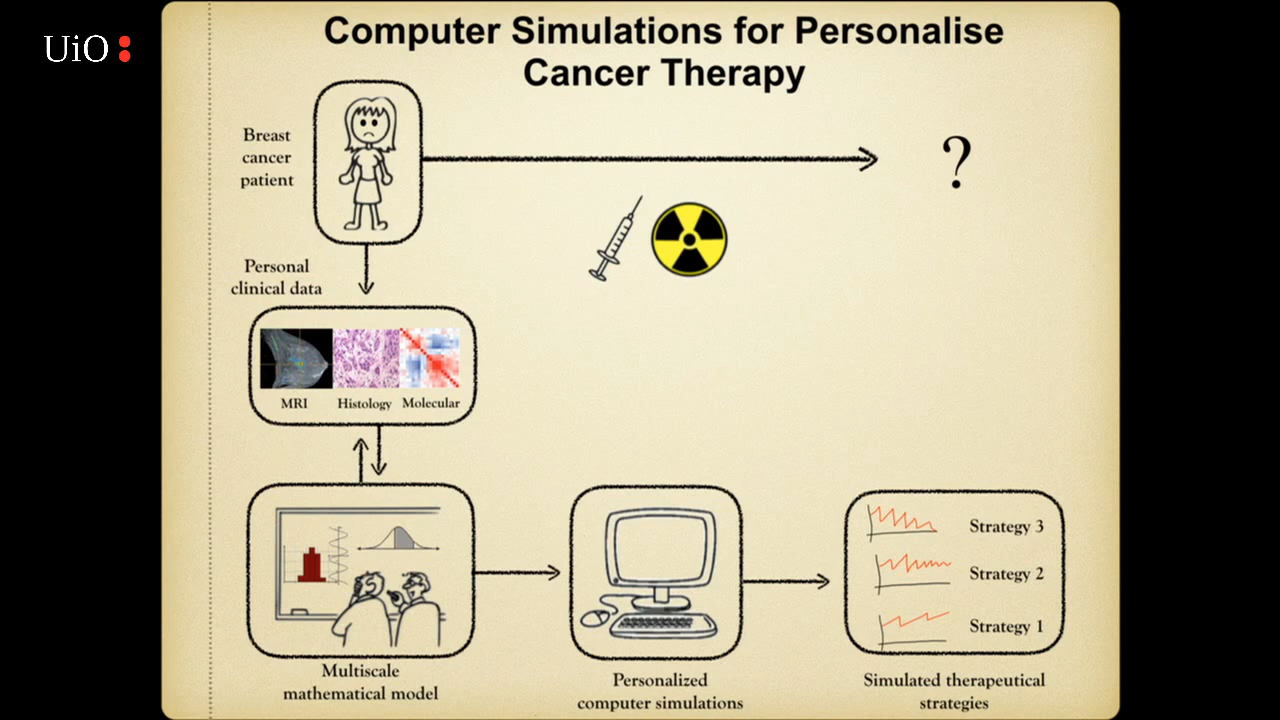 UiO
Computer Simulations for Personalise
Cancer Therapy
Breast
cancer
patient
?
Personal
clinical data
MRI Histology Molecular
Strategy 3
Strategy 2
Strategy 1
Multiscale
mathematical model
Personalized
computer simulations
Simulated therapeutical
strategies